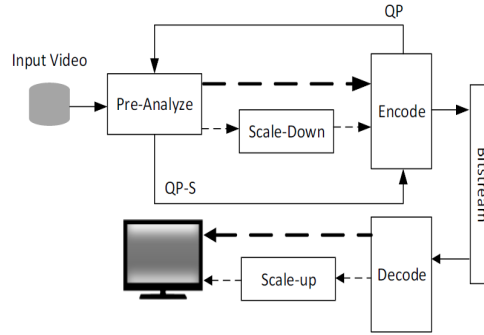 QP
Input Video
Pre-Analyze
Encode
Scale-Down
Bitstream
QP-S
Scale-up
Decode